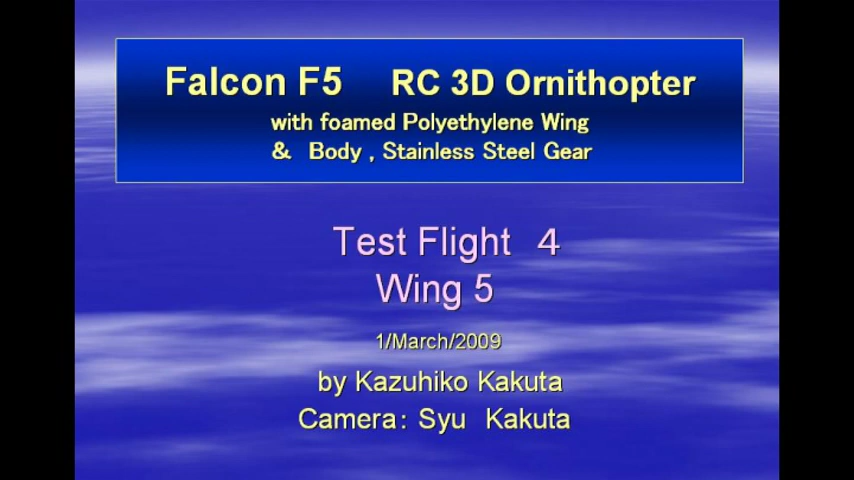 Falcon F5 RC 3D Ornithopter
with foamed Polyethylene Wing
& Body , Stainless Steel Gear
Test Flight 4
Wing 5
1/March/2009
by Kazuhiko Kakuta
Camera: Syu Kakuta